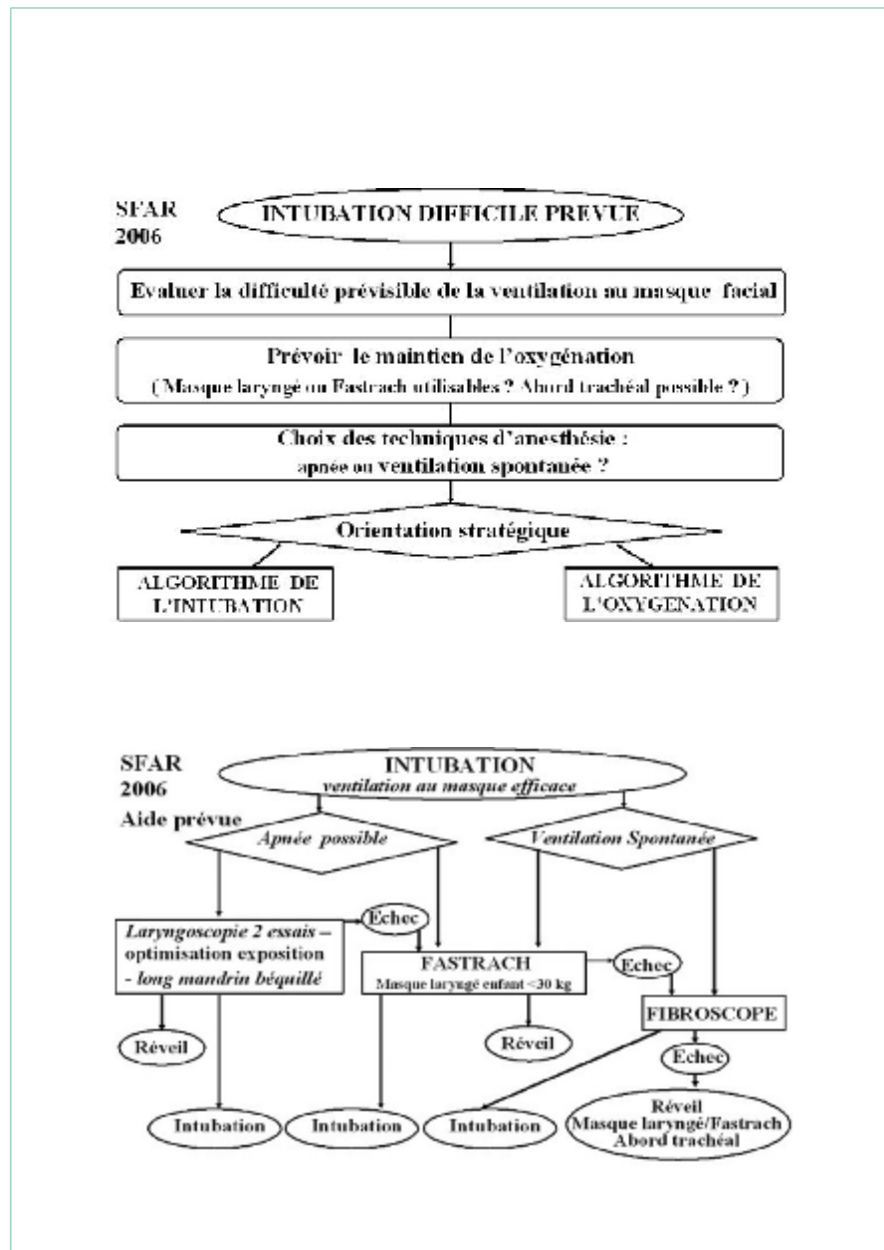 SFAR
2006
INTUBATION DIFFICILE PREVUE
Evaluer la difficulté prévisible de la ventilation au masque facial
Prévoir le maintien de l'oxygénation
( Masque laryngé ou Fastrach utilisables ? Abord trachéal possible ? )
Choix des techniques d'anesthésie :
apnée ou ventilation spontanée ?
Orientation stratégique
ALGORITHME DE
L'INTUBATION
ALGORITHME DE
L'OXYGENATION
SFAR
2006
Aide prévue
INTUBATION
ventilation au masque efficace
Apnée possible
Ventilation Spontanée
Laryngoscopie 2 essais –
optimisation exposition
- long mandrin béquillé
Echec
FASTRACH
Masque laryngé enfant <30 kg
Echec
FIBROSCOPE
Réveil
Réveil
Echec
Intubation
Intubation
Intubation
Réveil
Masque laryngé/Fastrach
Abord trachéal